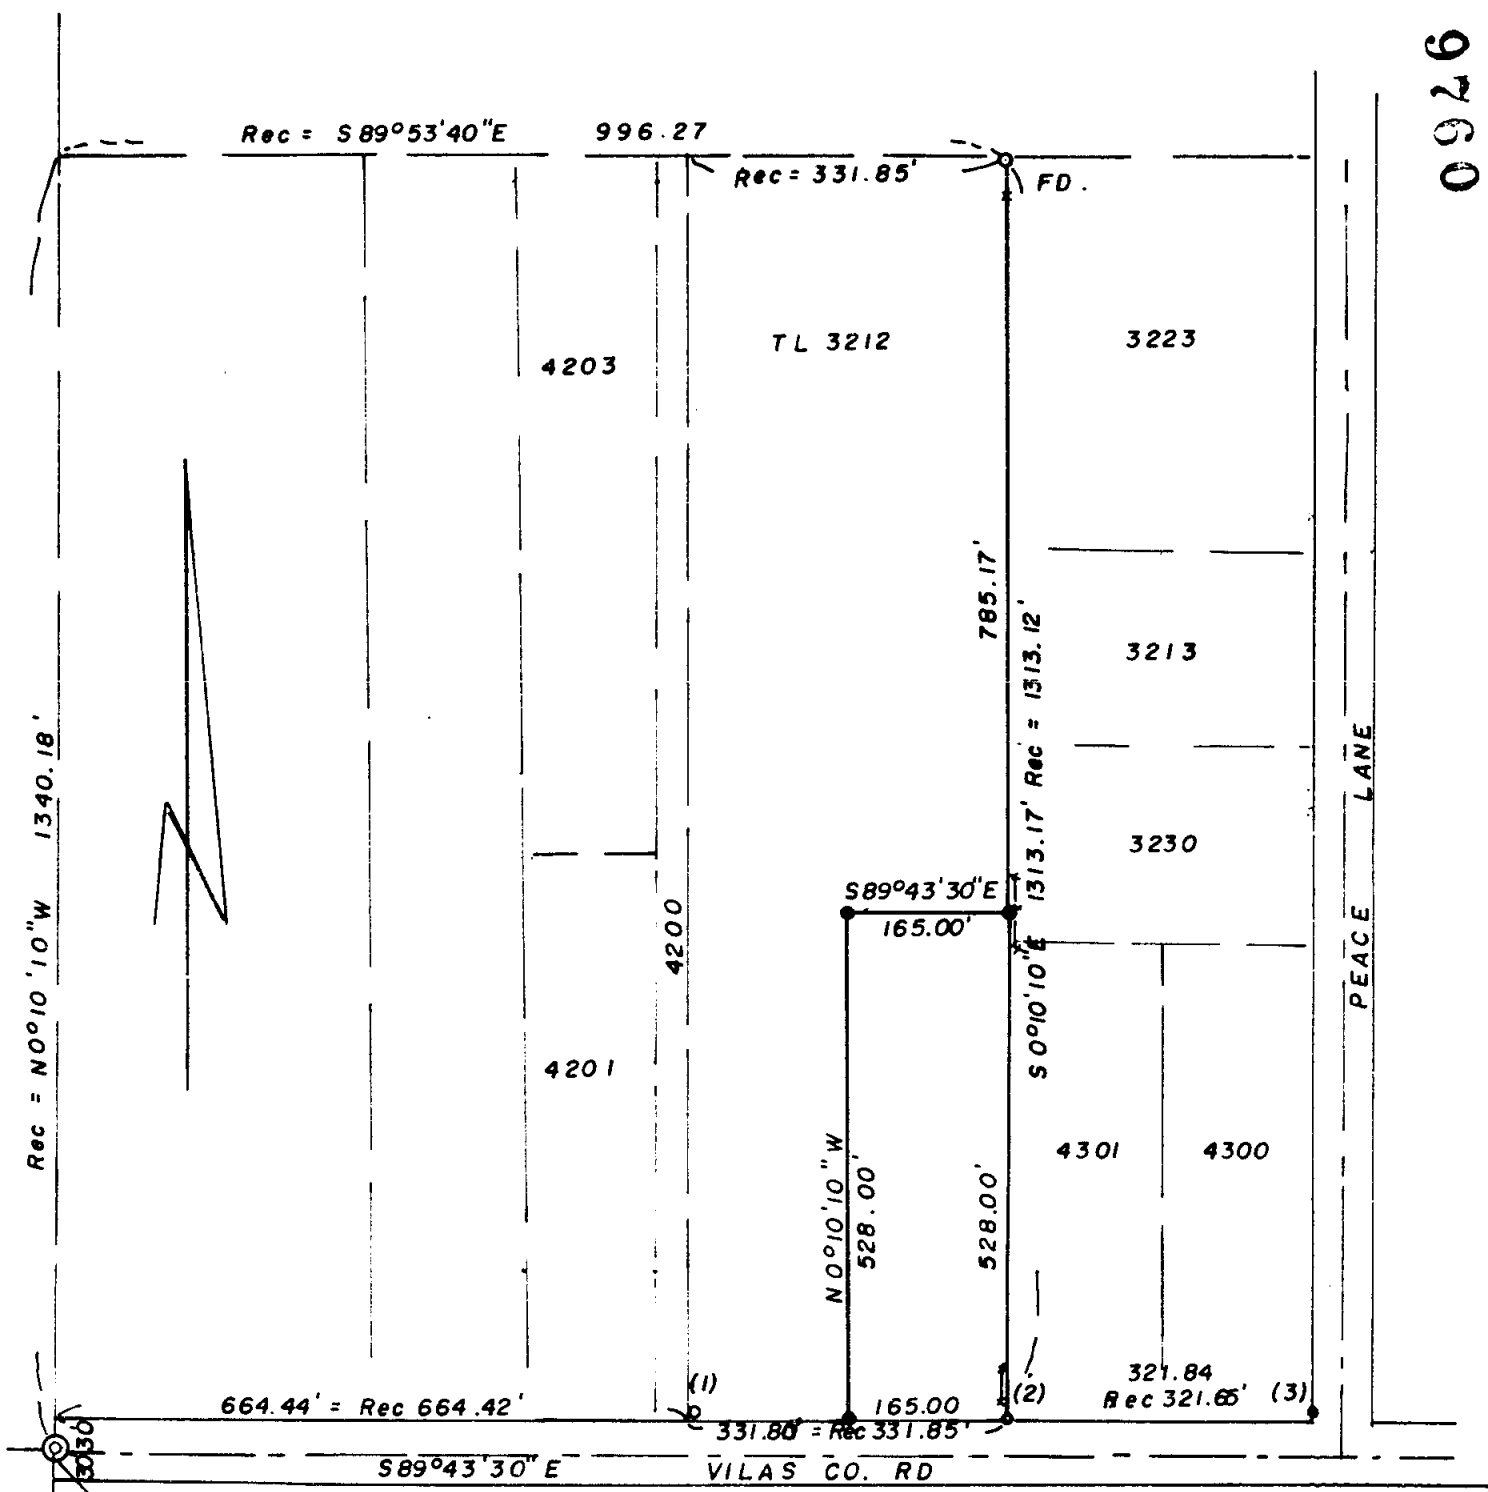 0926
Rec = S89°53'40"E 996.27
Rec = 331.85'
FD.
TL 3212
3223
4203
785.17'
1313.17' Rec = 1313.12'
S0°10'10"E
3213
3230
PEACE LANE
Rec = N0°10'10"W 1340.18'
4200
S89°43'30"E
165.00'
4201
N0°10'10"W
528.00'
528.00'
4301
4300
(1)
(2)
(3)
321.84
Rec 321.65'
664.44' = Rec 664.42'
165.00
331.80' = Rec 331.85'
30 30
S89°43'30"E
VILAS CO. RD